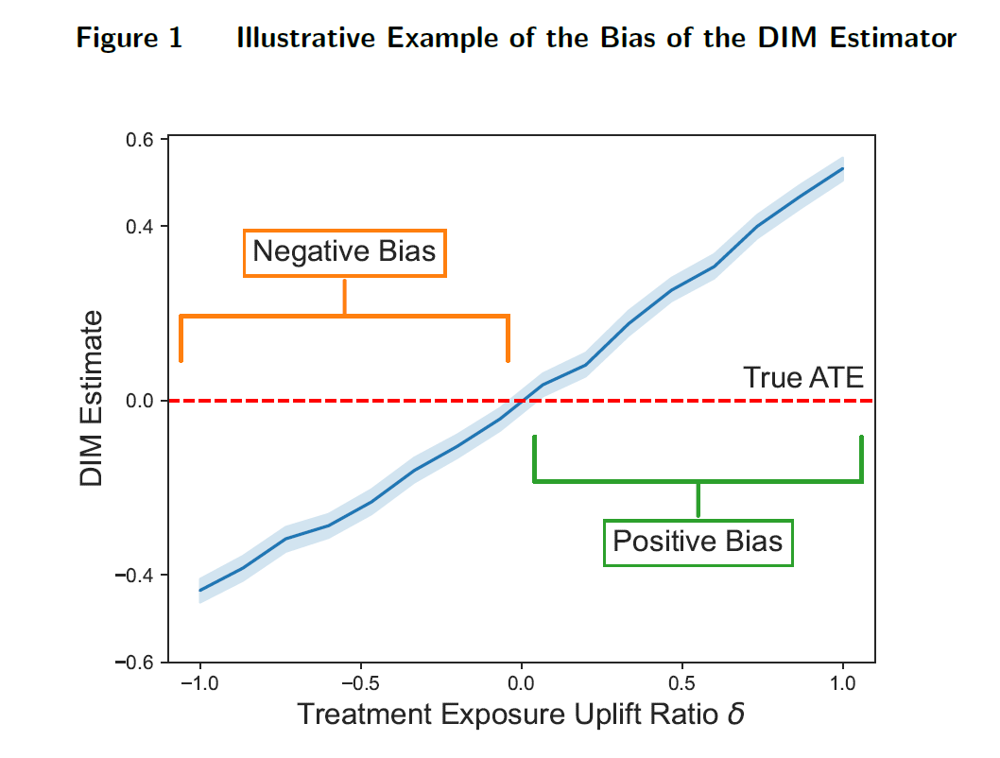 Figure 1 Illustrative Example of the Bias of the DIM Estimator
0.6
0.4
0.0
−0.4
−0.6
DIM Estimate
Negative Bias
True ATE
Positive Bias
−1.0 −0.5 0.0 0.5 1.0
Treatment Exposure Uplift Ratio δ